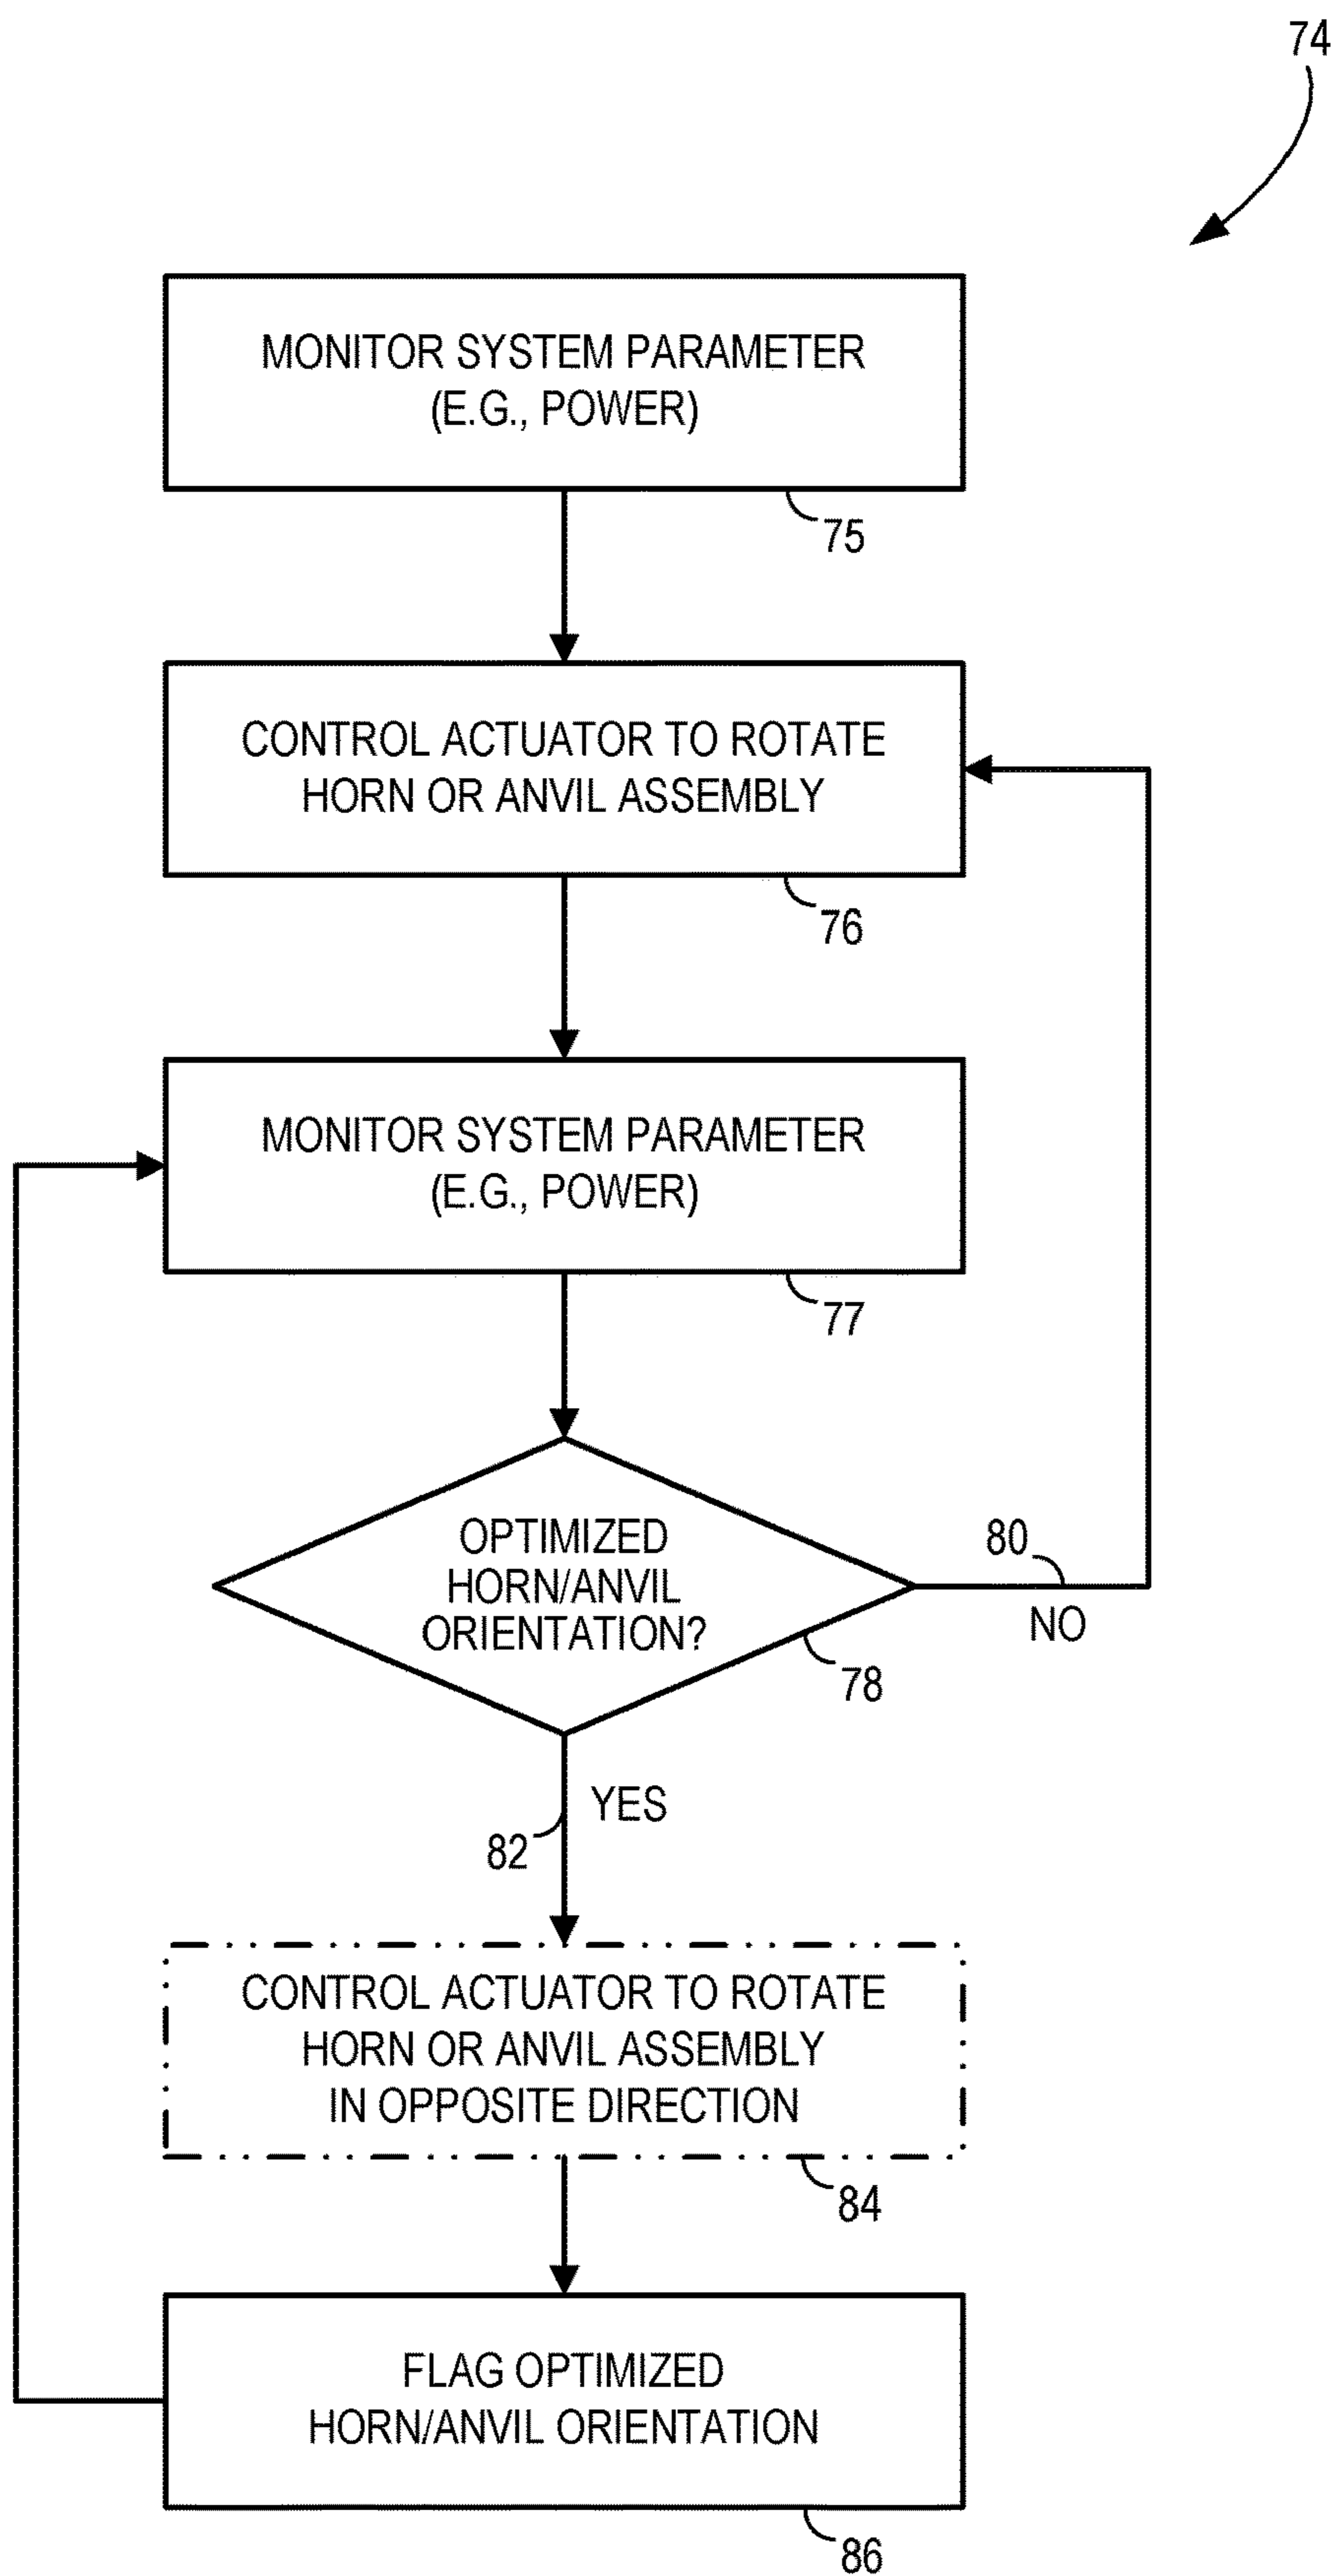 74
MONITOR SYSTEM PARAMETER
(E.G., POWER)
75
CONTROL ACTUATOR TO ROTATE
HORN OR ANVIL ASSEMBLY
76
MONITOR SYSTEM PARAMETER
(E.G., POWER)
77
OPTIMIZED
HORN/ANVIL
ORIENTATION?
80
NO
78
YES
82
CONTROL ACTUATOR TO ROTATE
HORN OR ANVIL ASSEMBLY
IN OPPOSITE DIRECTION
84
FLAG OPTIMIZED
HORN/ANVIL ORIENTATION
86